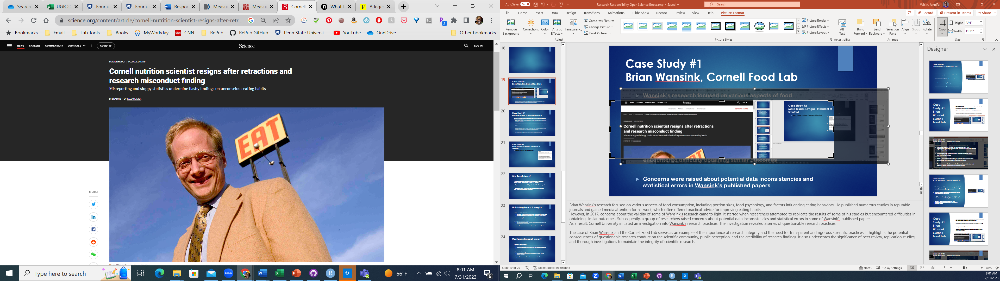 Search
UGR 20
Four u
Four u
Respor
Measu
Measu
Cornel
What t
A lege
science.org/content/article/cornell-nutrition-scientist-resigns-after-retr...
Bookmarks
Email
Lab Tools
Books
MyWorkday
CNN
RePub
RePub GitHub
Penn State Universi...
YouTube
OneDrive
Other bookmarks
NEWS CAREERS COMMENTARY JOURNALS COVID-19
Science
LOG IN
SCIENCEINSIDER | PEOPLE & EVENTS
Cornell nutrition scientist resigns after retractions and
research misconduct finding
Misreporting and sloppy statistics undermine flashy findings on unconscious eating habits
21 SEP 2018 • BY KELLY SERVICK
EAT
SHARE:
Type here to search
66°F
8:01 AM
7/31/2023
6
AutoSave On
Research Responsibility Open Science Bootcamp • Saved
Search
Valcin, Jennifer
File Home Insert Draw Design Transitions Animations Slide Show Record Review View Help Picture Format
Record
Present in Teams
Share
Remove
Background
Corrections
Color
Artistic
Effects
Transparency
Compress Pictures
Change Picture
Reset Picture
Adjust
Picture Styles
Picture Border
Picture Effects
Picture Layout
Alt
Text
Accessibility
Bring
Forward
Send
Backward
Selection
Pane
Align
Group
Rotate
Arrange
Crop
Height: 2.91"
Width: 11.21"
Size
18
19
20
21
22
23
24
Case Study #1
Brian Wansink, Cornell Food Lab
Wansink's research focused on various aspects of food
Case Study #2
Marc Tessier-Lavigne, President of
Stanford
Cornell nutrition scientist resigns after retractions
and research misconduct finding
Misreporting and sloppy statistics undermine flashy findings on unconscious eating habits
encountered difficulty obtaining similar outcomes
Concerns were raised about potential data inconsistencies and
statistical errors in Wansink's published papers
Brian Wansink's research focused on various aspects of food consumption, including portion sizes, food psychology, and factors influencing eating behaviors. He published numerous studies in reputable
journals and gained media attention for his work, which often offered practical advice for improving eating habits.
However, in 2017, concerns about the validity of some of Wansink's research came to light. It started when researchers attempted to replicate the results of some of his studies but encountered difficulties in
obtaining similar outcomes. Subsequently, a group of researchers raised concerns about potential data inconsistencies and statistical errors in some of Wansink's published papers.
As a result, Cornell University initiated an investigation into Wansink's research practices. The investigation revealed a series of questionable research practices
The case of Brian Wansink and the Cornell Food Lab serves as an example of the importance of research integrity and the need for transparent and rigorous scientific practices. It highlights the potential
consequences of questionable research conduct on the scientific community, public perception, and the credibility of research findings. It also underscores the significance of peer review, replication studies,
and thorough investigations to maintain the integrity of scientific research.
Why Open Science?
Maintaining Research Integrity
Maintaining Research Integrity
Designer
Case
Study #1
Brian
Wansink,
Cornell
Food Lab
Case
Study #1
Brian
Wansink,
Cornell
Food Lab
Slide 19 of 29
Accessibility: Investigate
Notes
Display Settings
81%
8:01 AM
7/31/2023